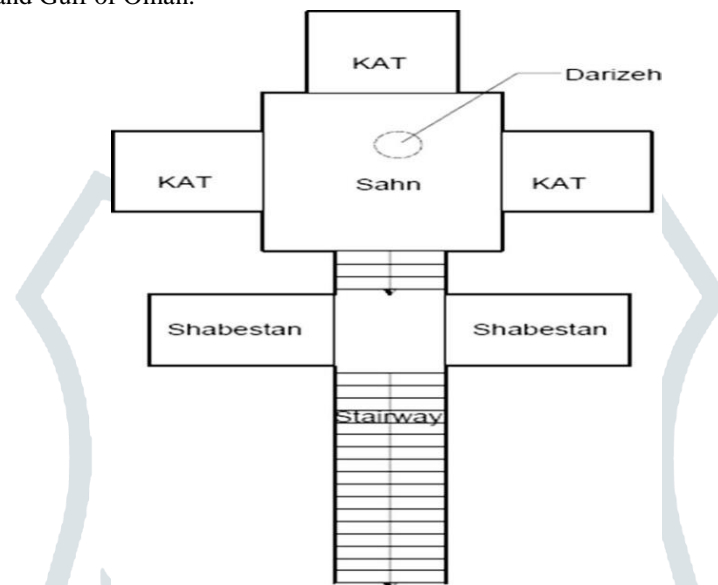 and Gulf of Oman.
KAT
Darizeh
KAT
Sahn
KAT
Shabestan
Shabestan
Stairway